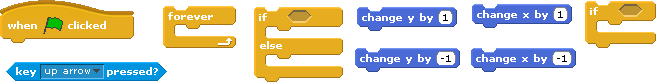 when clicked
forever
if
else
change y by 1
change x by 1
if
key up arrow pressed?
change y by -1
change x by -1